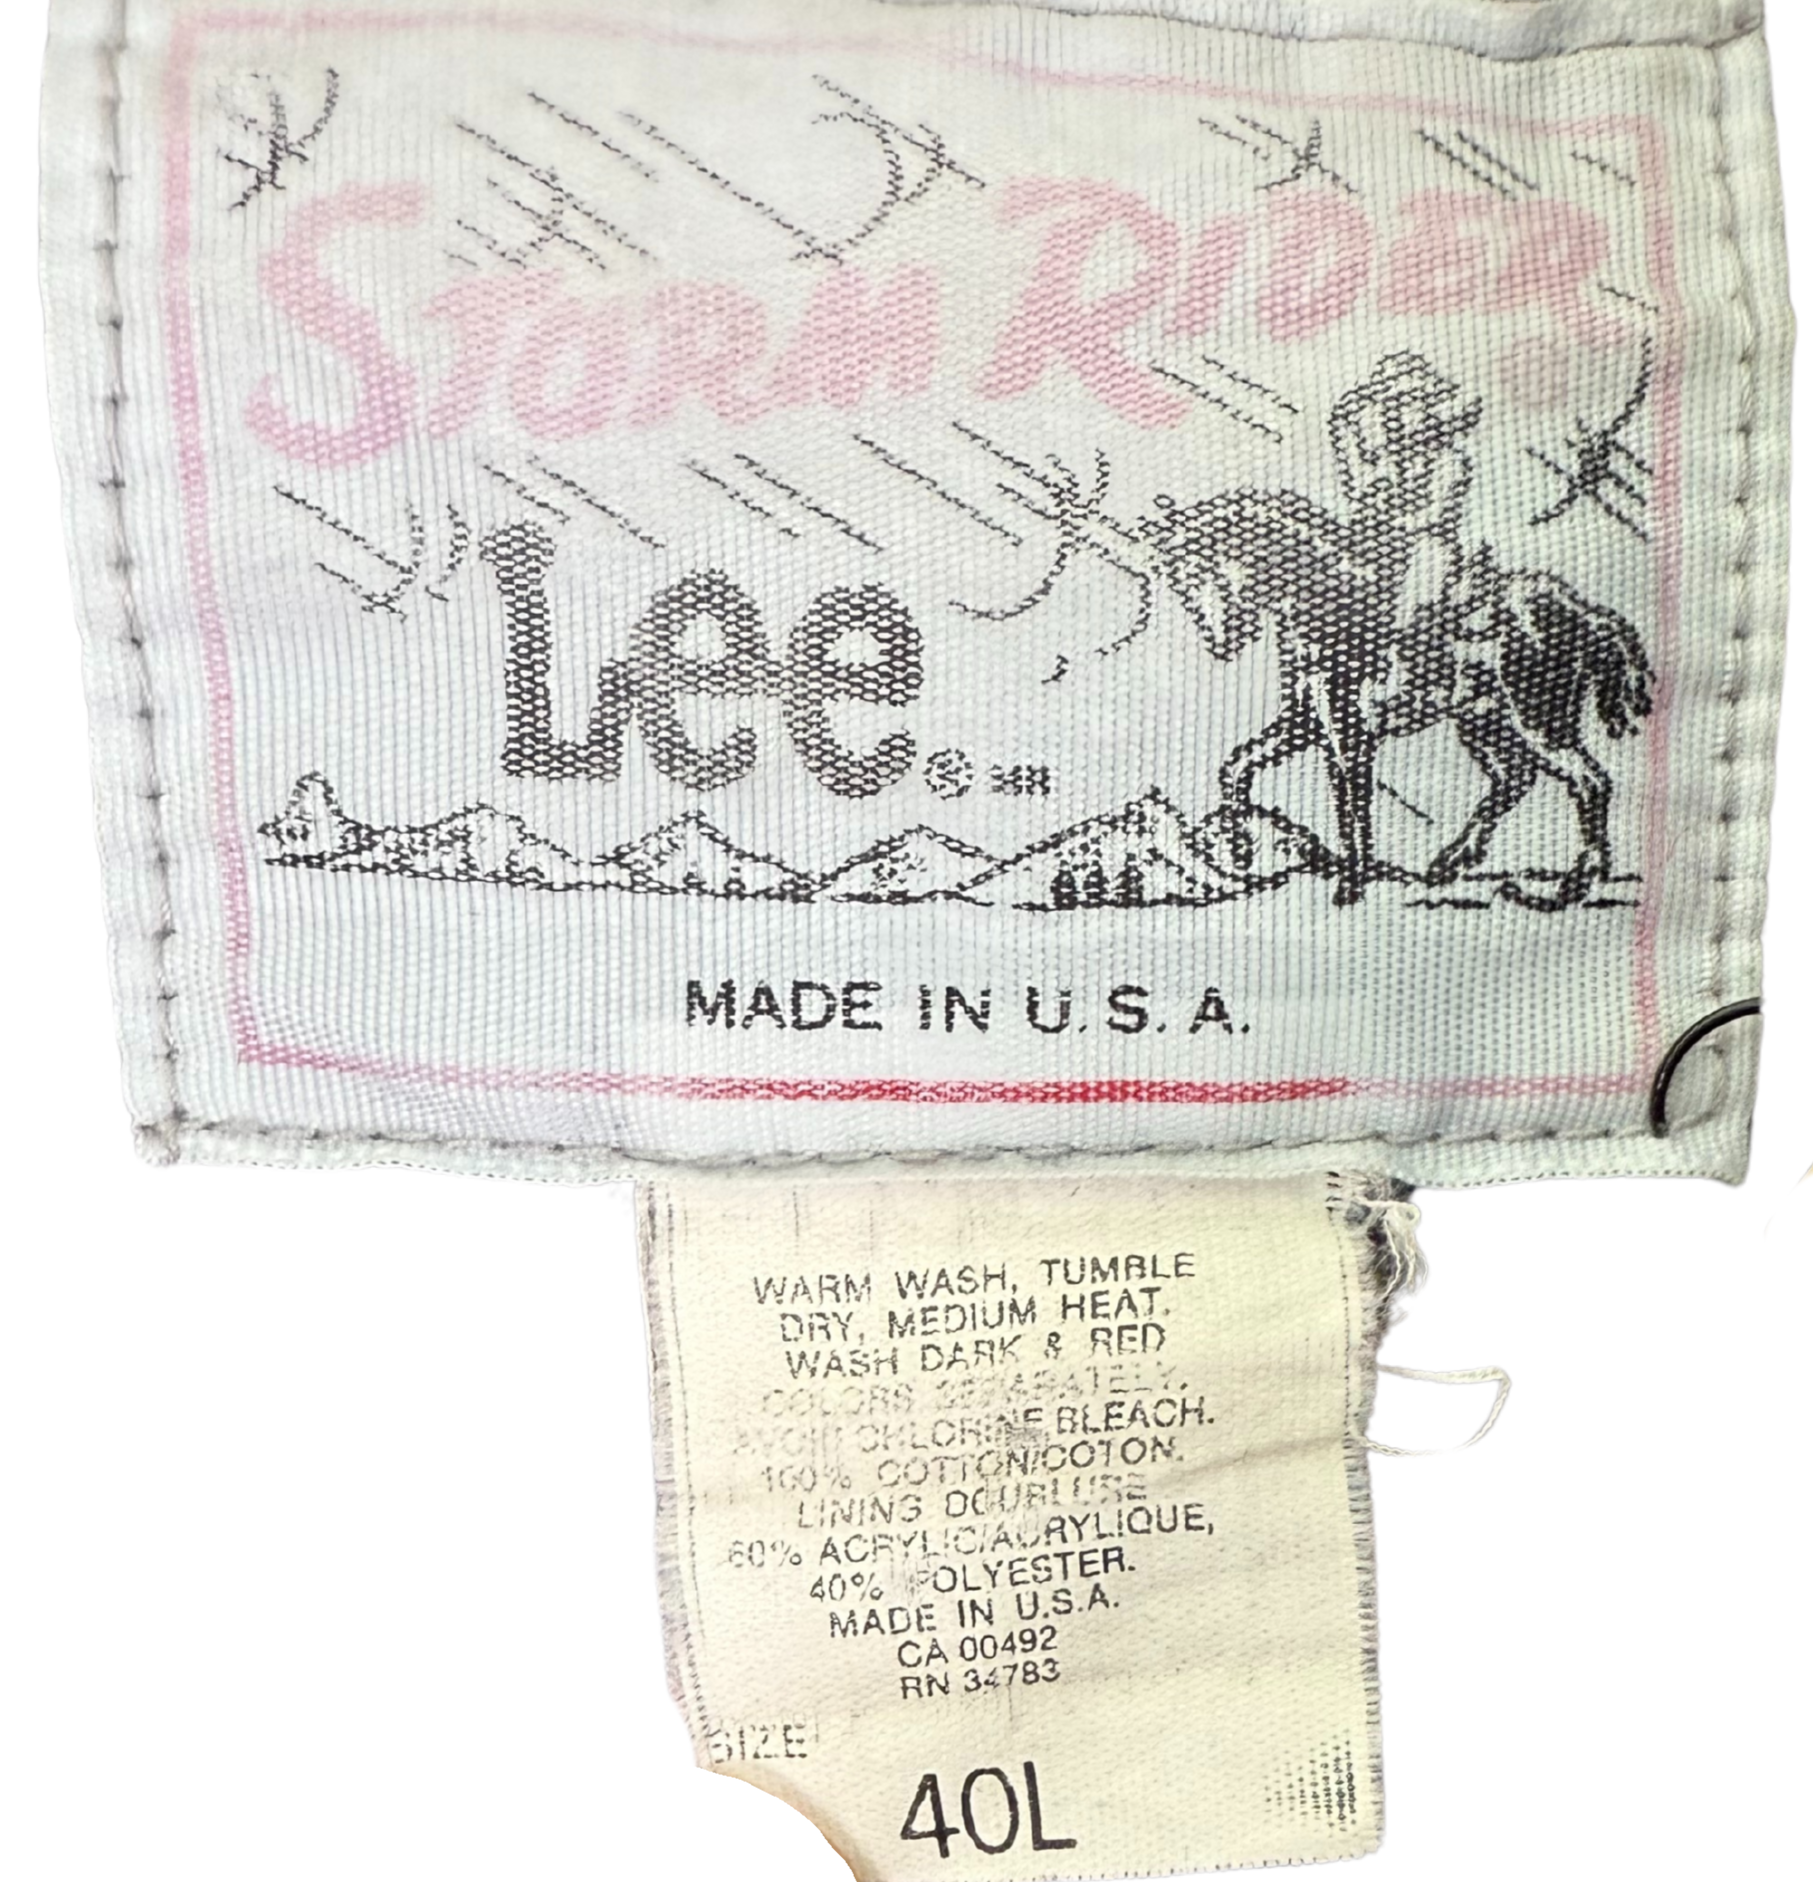 STORM RIDER
Lee® MR
MADE IN U.S.A.
WARM WASH, TUMBLE
DRY, MEDIUM HEAT.
WASH DARK & RED
COLORS SEPARATELY.
AVOID CHLORINE BLEACH.
100% COTTON/COTON.
LINING DOUBLURE
60% ACRYLIC/ACRYLIQUE,
40% POLYESTER.
MADE IN U.S.A.
CA 00492
RN 34783
SIZE
40L